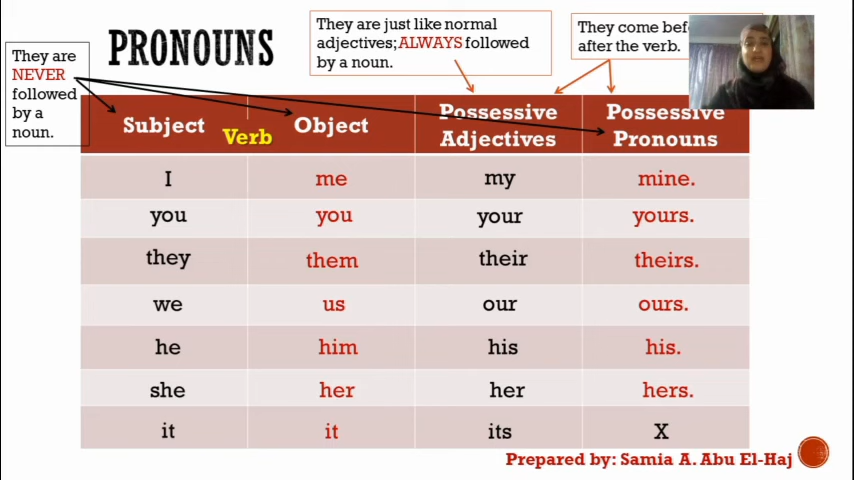 PRONOUNS
They are
NEVER
followed
by a
noun.
They are just like normal
adjectives; ALWAYS followed
by a noun.
They come
after the verb.
Subject
Verb
Object
Possessive
Adjectives
Possessive
Pronouns
I me my mine.
you you your yours.
they them their theirs.
we us our ours.
he him his his.
she her her hers.
it it its X
Prepared by: Samia A. Abu El-Haj